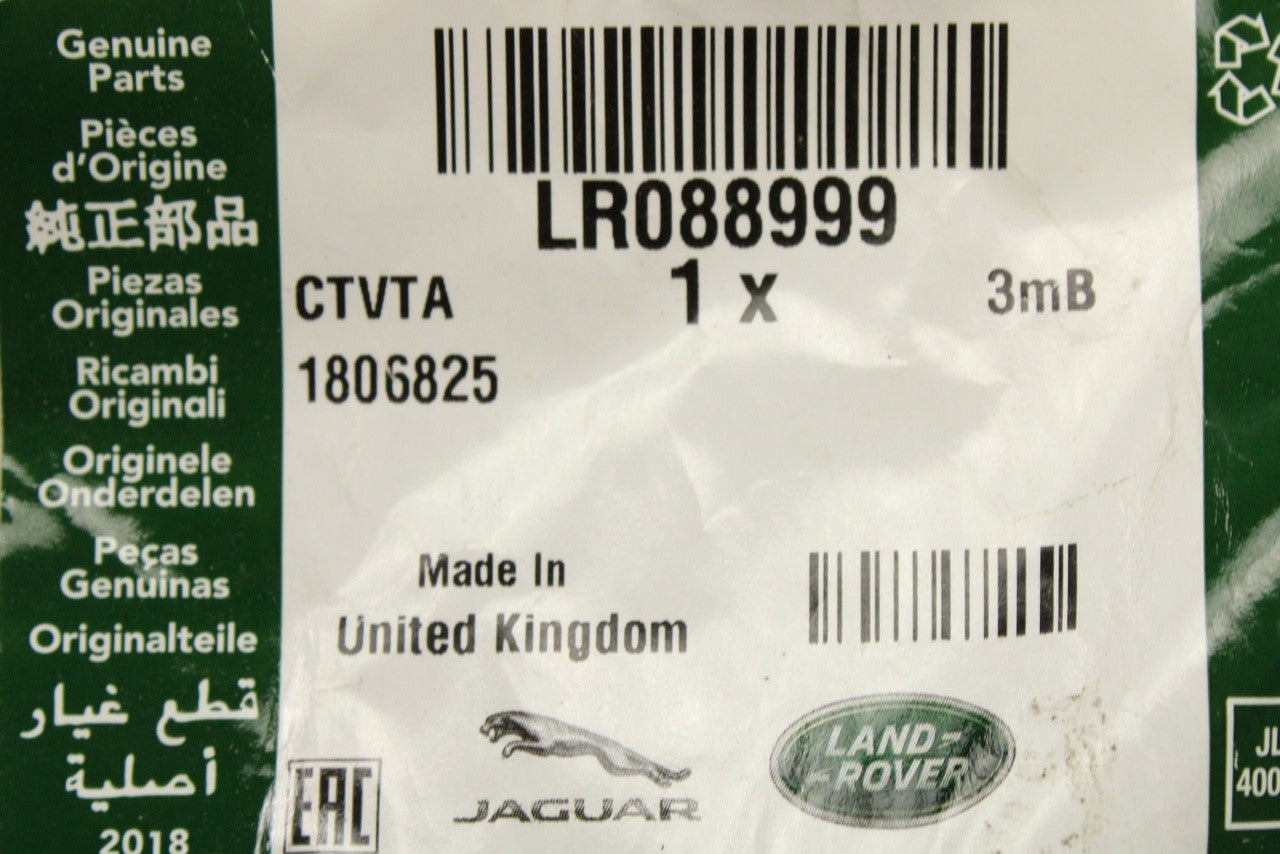 Genuine
Parts
Pièces
d'Origine
純正部品
Piezas
Originales
Ricambi
Originali
Originele
Onderdelen
Peças
Genuínas
Originalteile
قطع غيار
أصلية
2018
LR088999
CTVTA
1 x
3mB
1806825
Made In
United Kingdom
EAC
JAGUAR
LAND-
-ROVER
JL
400